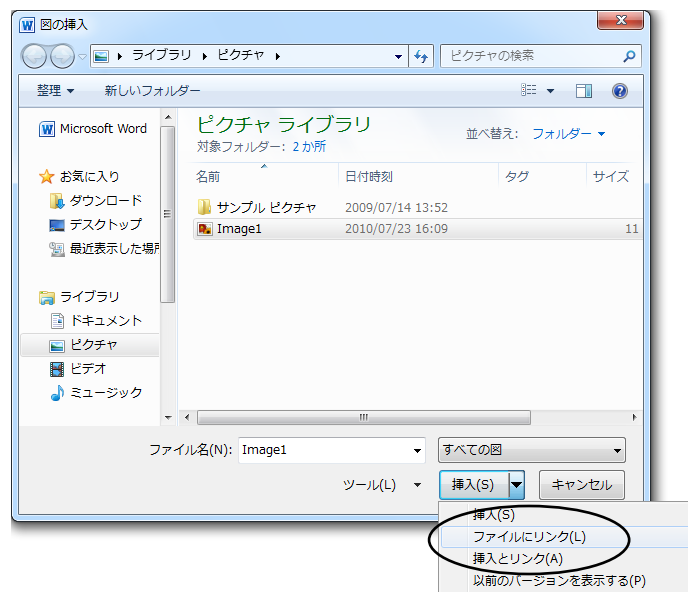 図の挿入
ライブラリ ピクチャ
ピクチャの検索
整理 新しいフォルダー
Microsoft Word
お気に入り
ダウンロード
デスクトップ
最近表示した場所
ライブラリ
ドキュメント
ピクチャ
ビデオ
ミュージック
ピクチャ ライブラリ
対象フォルダー: 2 か所
並べ替え: フォルダー
名前 日付時刻 タグ サイズ
サンプル ピクチャ 2009/07/14 13:52
Image1 2010/07/23 16:09 11
ファイル名(N): Image1 すべての図
ツール(L) 挿入(S) キャンセル
挿入(S)
ファイルにリンク(L)
挿入とリンク(A)
以前のバージョンを表示する(P)